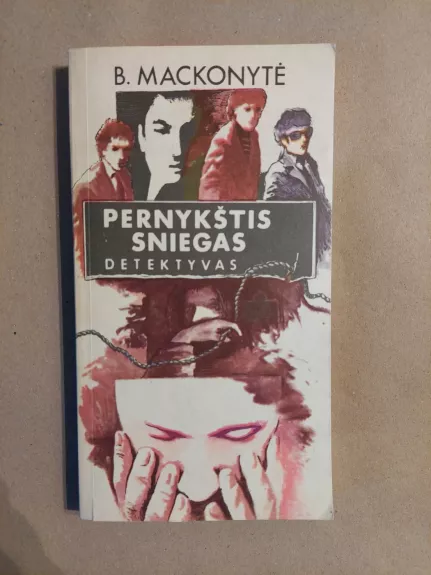 B. MACKONYTĖ
PERNYKŠTIS
SNIEGAS
DETEKTYVAS